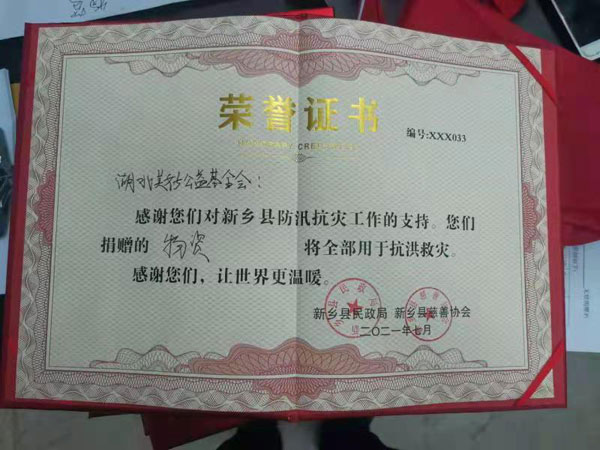 荣誉证书
编号:XXX033
湖北美好公益基金会:
感谢您们对新乡县防汛抗灾工作的支持。您们
捐赠的 物资 将全部用于抗洪救灾。
感谢您们，让世界更温暖。
新乡县民政局 新乡县慈善协会
二〇二一年七月